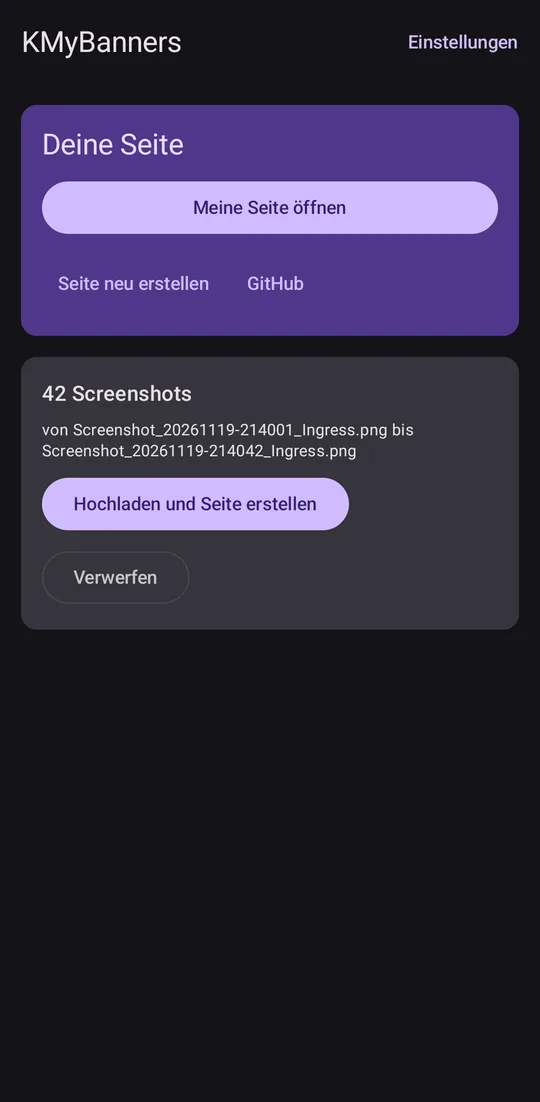 KMyBanners
Einstellungen
Deine Seite
Meine Seite öffnen
Seite neu erstellen
GitHub
42 Screenshots
von Screenshot_20261119-214001_Ingress.png bis
Screenshot_20261119-214042_Ingress.png
Hochladen und Seite erstellen
Verwerfen